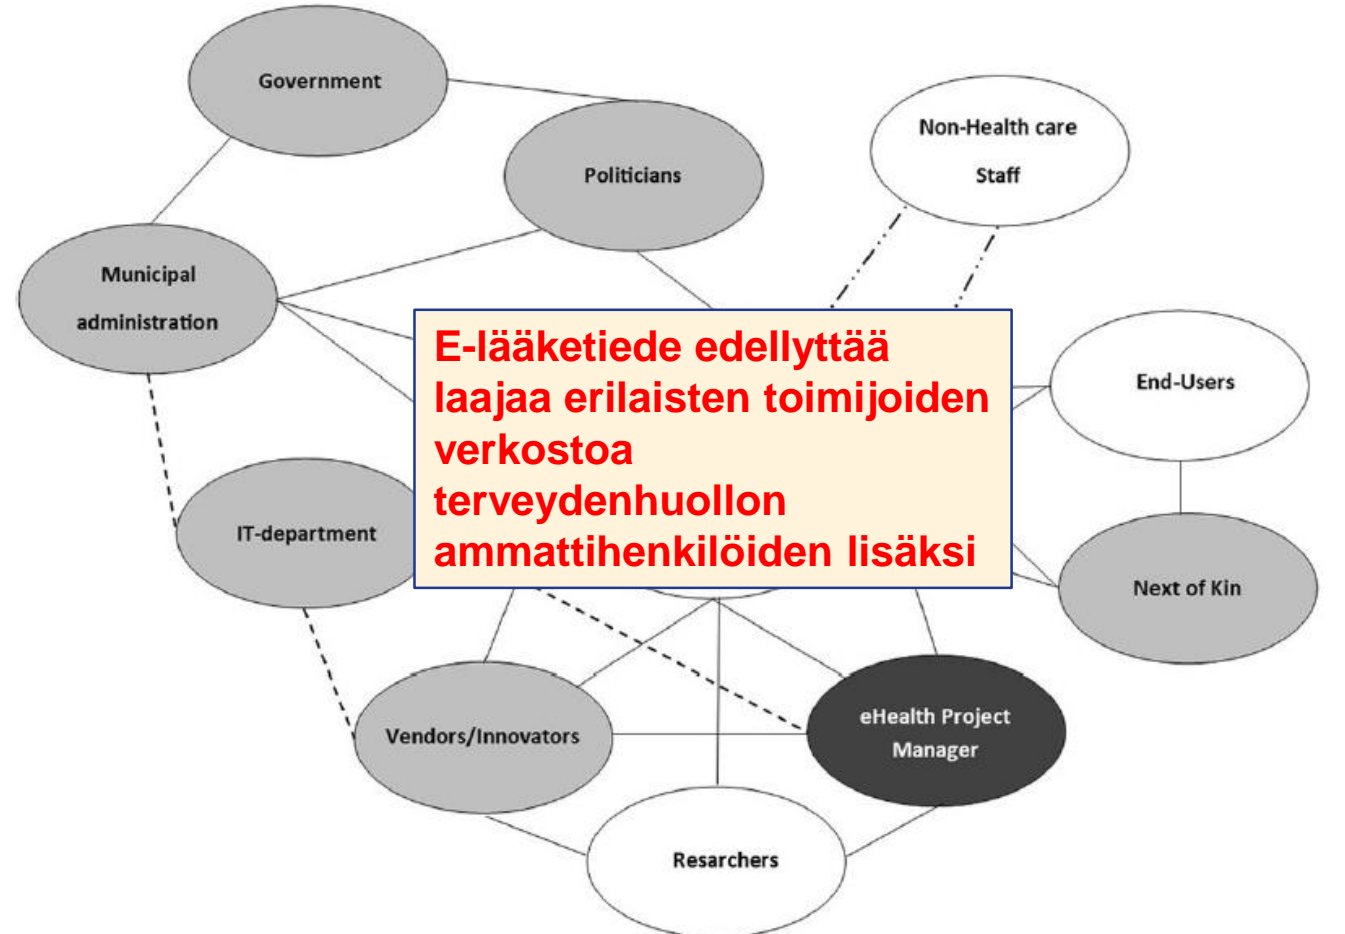 Government
Politicians
Non-Health care
Staff
Municipal
administration
E-lääketiede edellyttää
laajaa erilaisten toimijoiden
verkostoa
terveydenhuollon
ammattihenkilöiden lisäksi
End-Users
IT-department
Next of Kin
Vendors/Innovators
eHealth Project
Manager
Resarchers